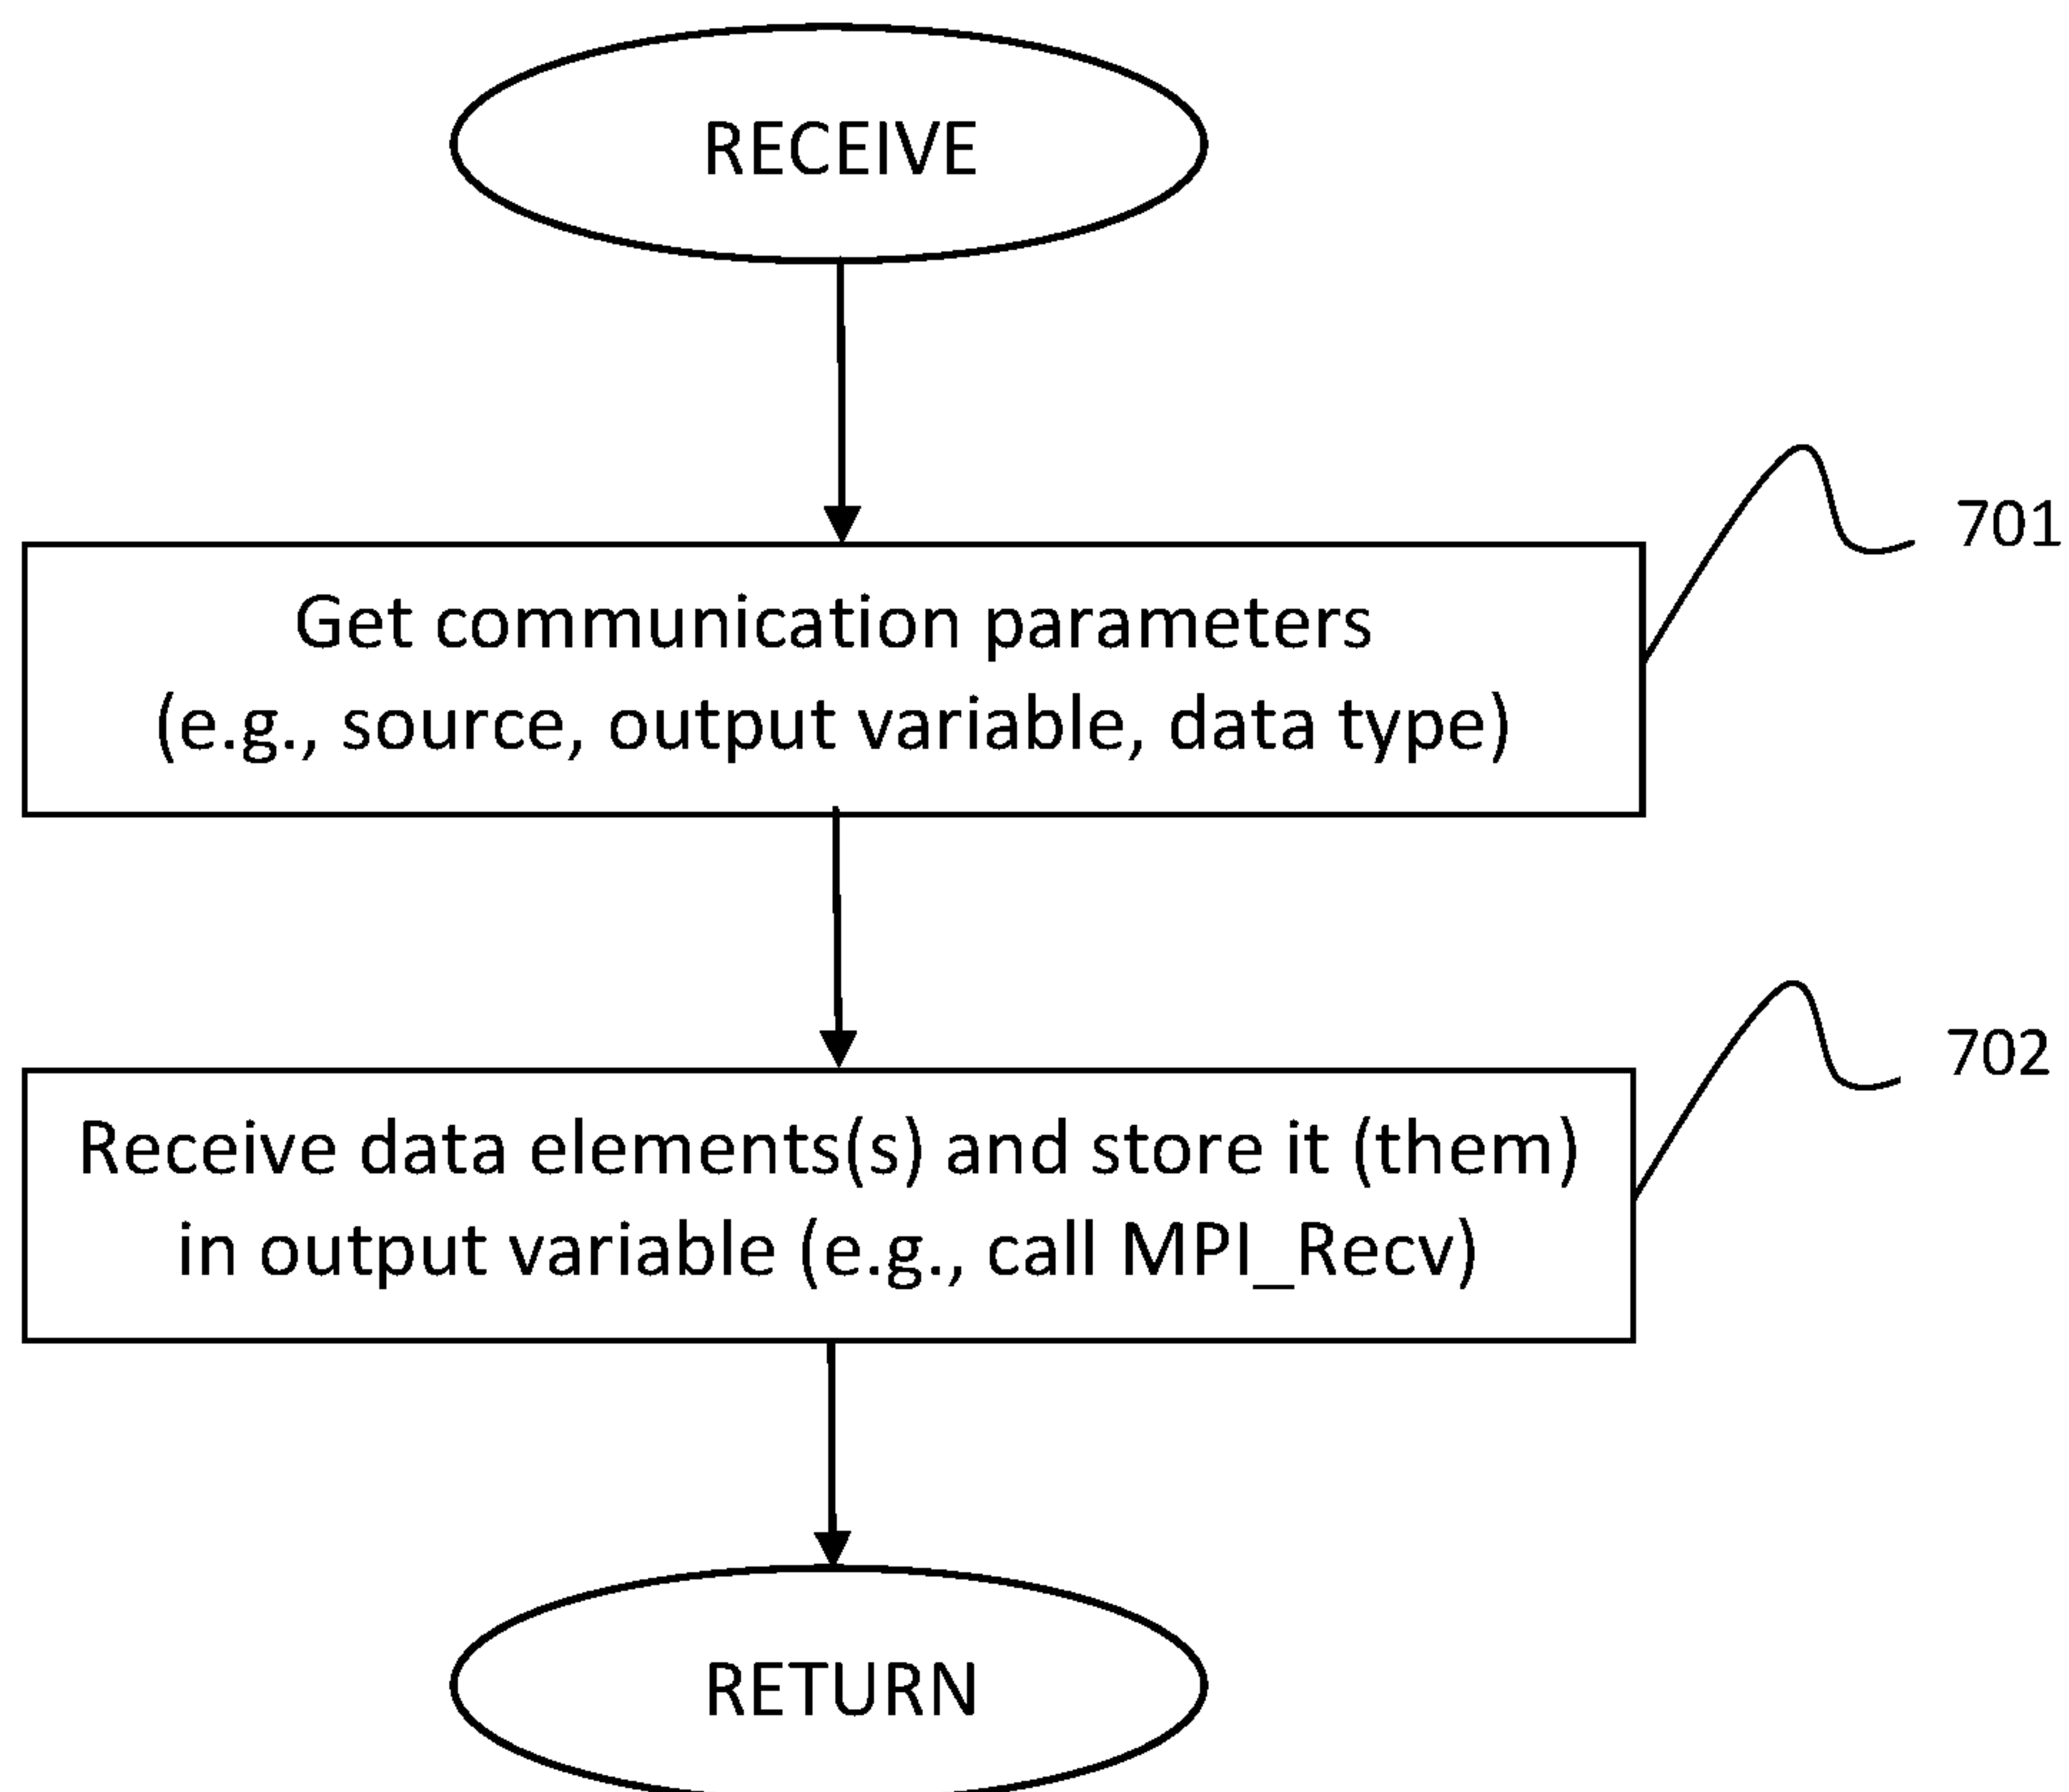 RECEIVE
701
Get communication parameters
(e.g., source, output variable, data type)
702
Receive data elements(s) and store it (them)
in output variable (e.g., call MPI_Recv)
RETURN